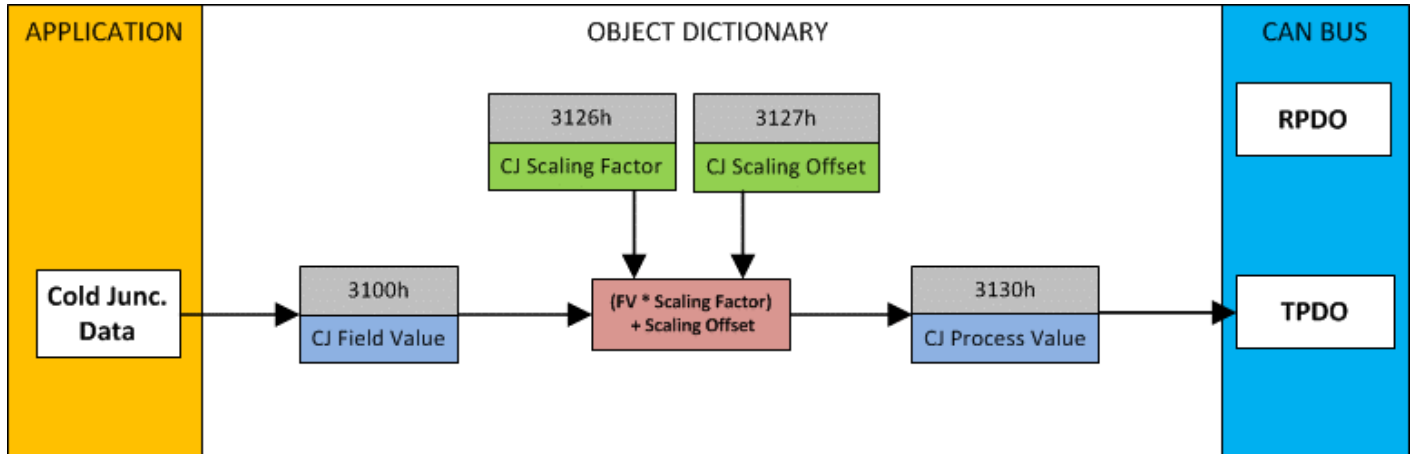 APPLICATION
OBJECT DICTIONARY
CAN BUS
3126h
CJ Scaling Factor
3127h
CJ Scaling Offset
RPDO
Cold Junc.
Data
3100h
CJ Field Value
(FV * Scaling Factor)
+ Scaling Offset
3130h
CJ Process Value
TPDO